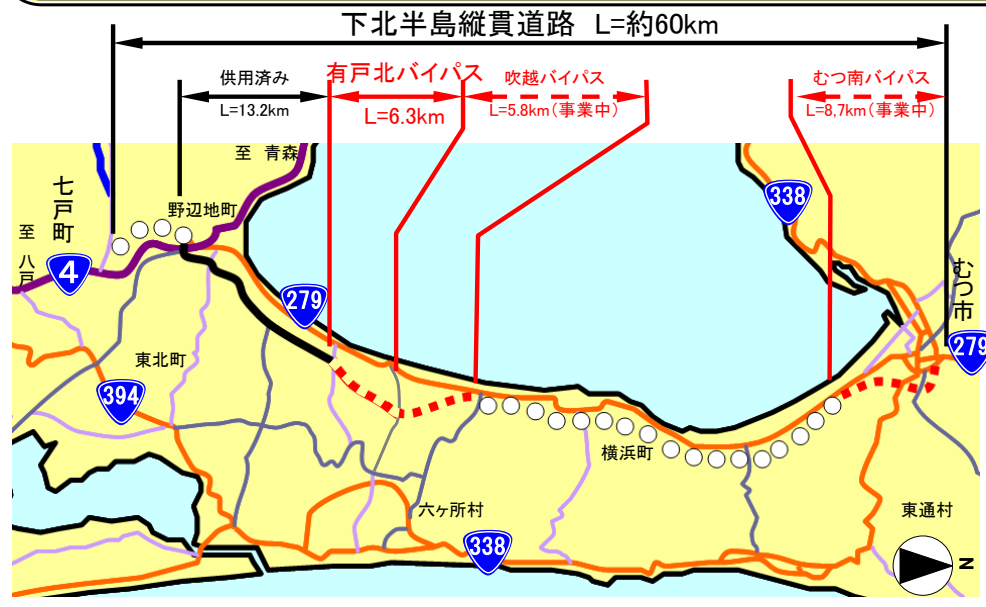 下北半島縦貫道路 L=約60km
供用済み
L=13.2km
有戸北バイパス
L=6.3km
吹越バイパス
L=5.8km(事業中)
むつ南バイパス
L=8,7km(事業中)
至 青森
七戸町
野辺地町
至 八戸
4
338
279
むつ市
279
東北町
394
横浜町
六ヶ所村
338
東通村
N